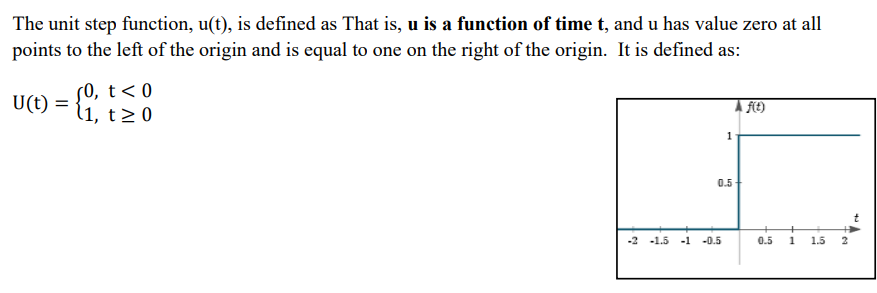 The unit step function, u(t), is defined as That is, u is a function of time t, and u has value zero at all
points to the left of the origin and is equal to one on the right of the origin.  It is defined as:
U(t) = {0, t < 0
1, t ≥ 0
f(t)
1
0.5
t
-2 -1.5 -1 -0.5 0.5 1 1.5 2